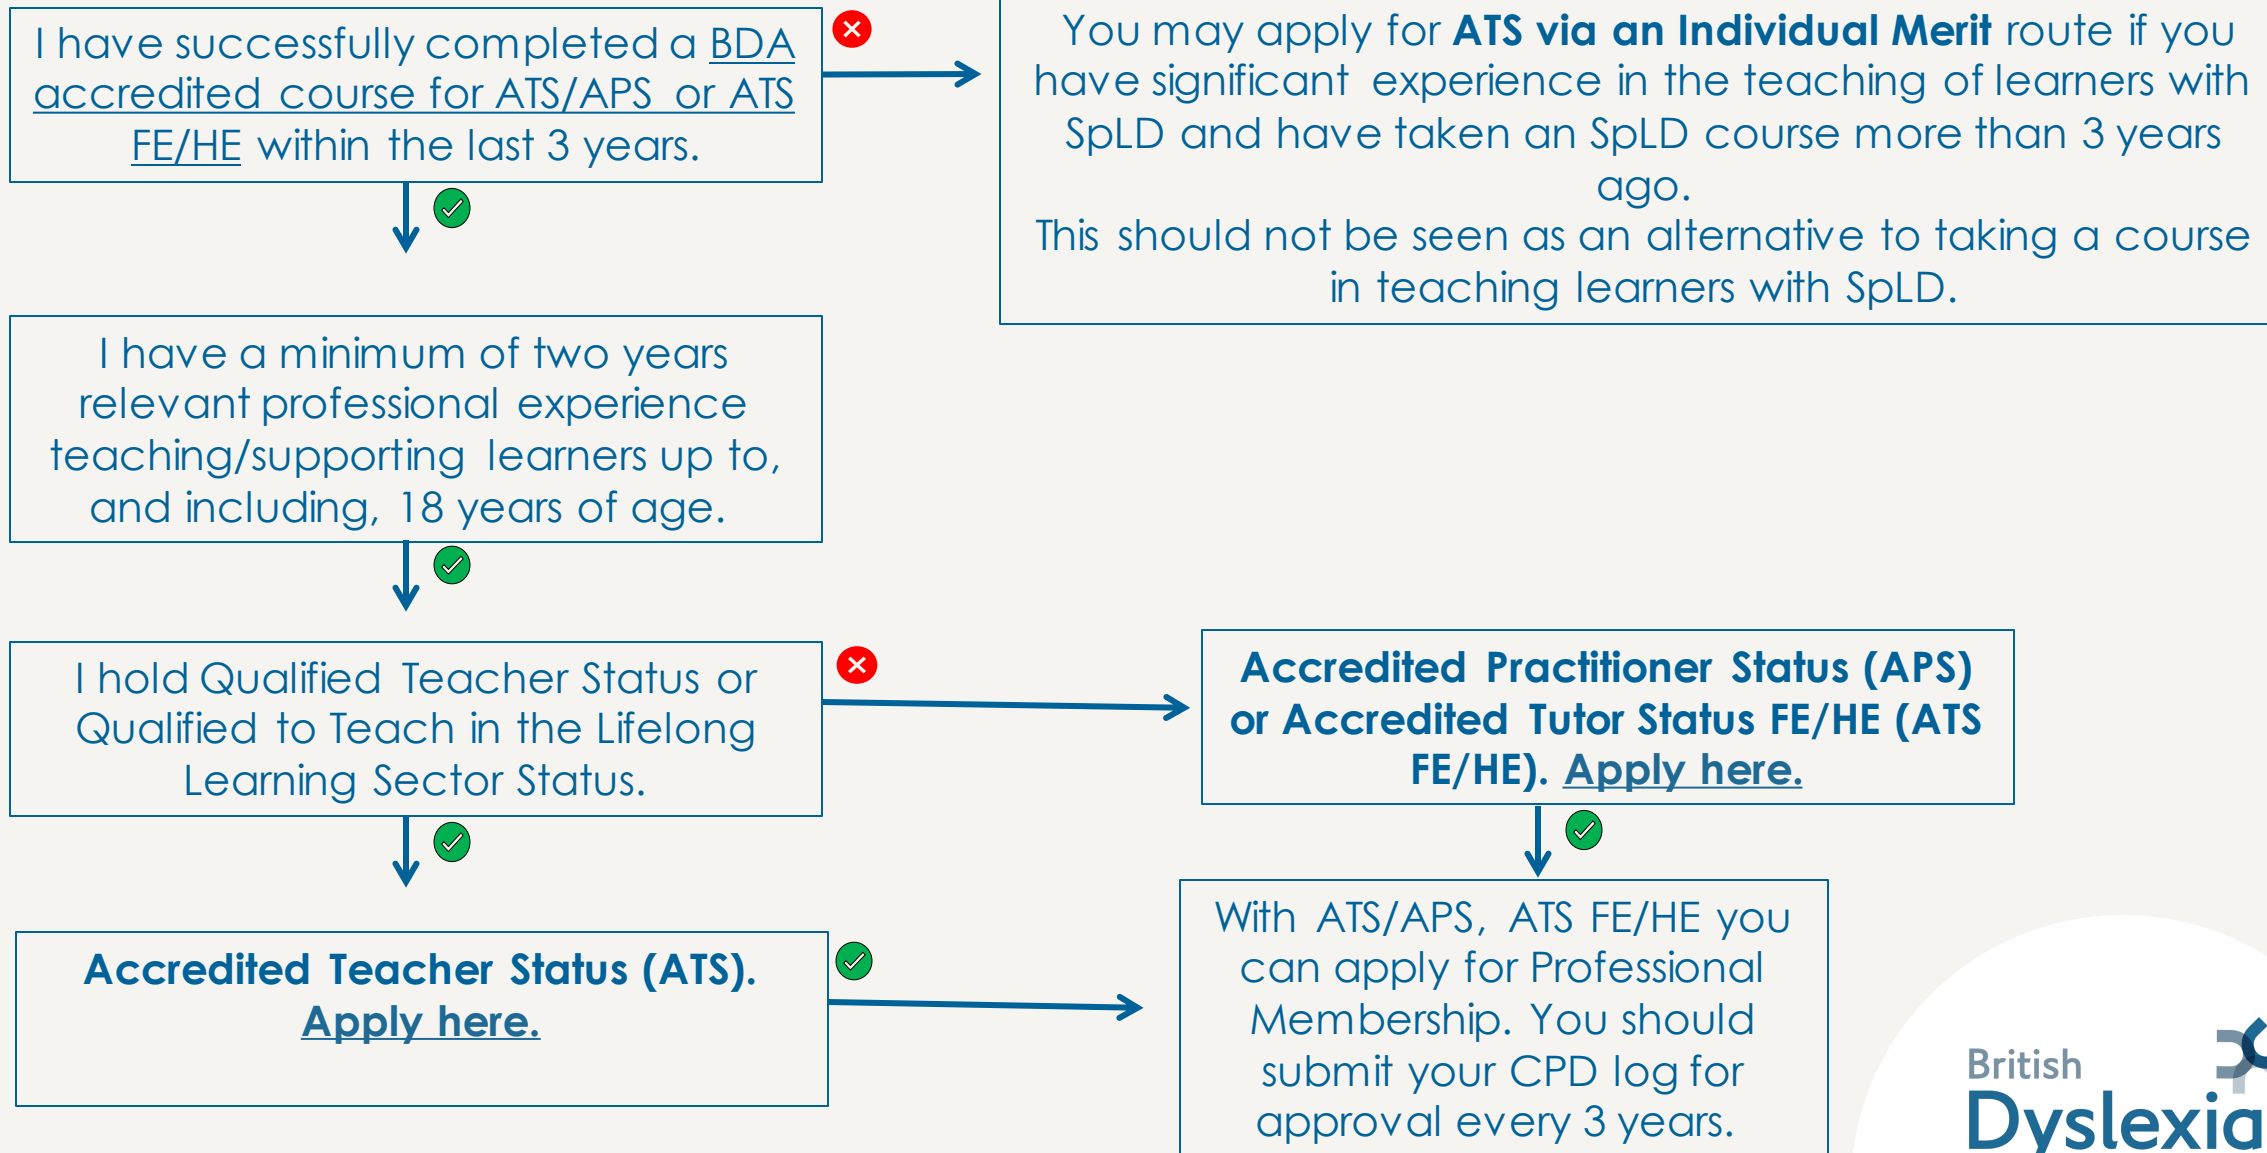 I have successfully completed a BDA
accredited course for ATS/APS or ATS
FE/HE within the last 3 years.
You may apply for ATS via an Individual Merit route if you
have significant experience in the teaching of learners with
SpLD and have taken an SpLD course more than 3 years
ago.
This should not be seen as an alternative to taking a course
in teaching learners with SpLD.
I have a minimum of two years
relevant professional experience
teaching/supporting learners up to,
and including, 18 years of age.
I hold Qualified Teacher Status or
Qualified to Teach in the Lifelong
Learning Sector Status.
Accredited Practitioner Status (APS)
or Accredited Tutor Status FE/HE (ATS
FE/HE). Apply here.
Accredited Teacher Status (ATS).
Apply here.
With ATS/APS, ATS FE/HE you
can apply for Professional
Membership. You should
submit your CPD log for
approval every 3 years.
British
Dyslexia